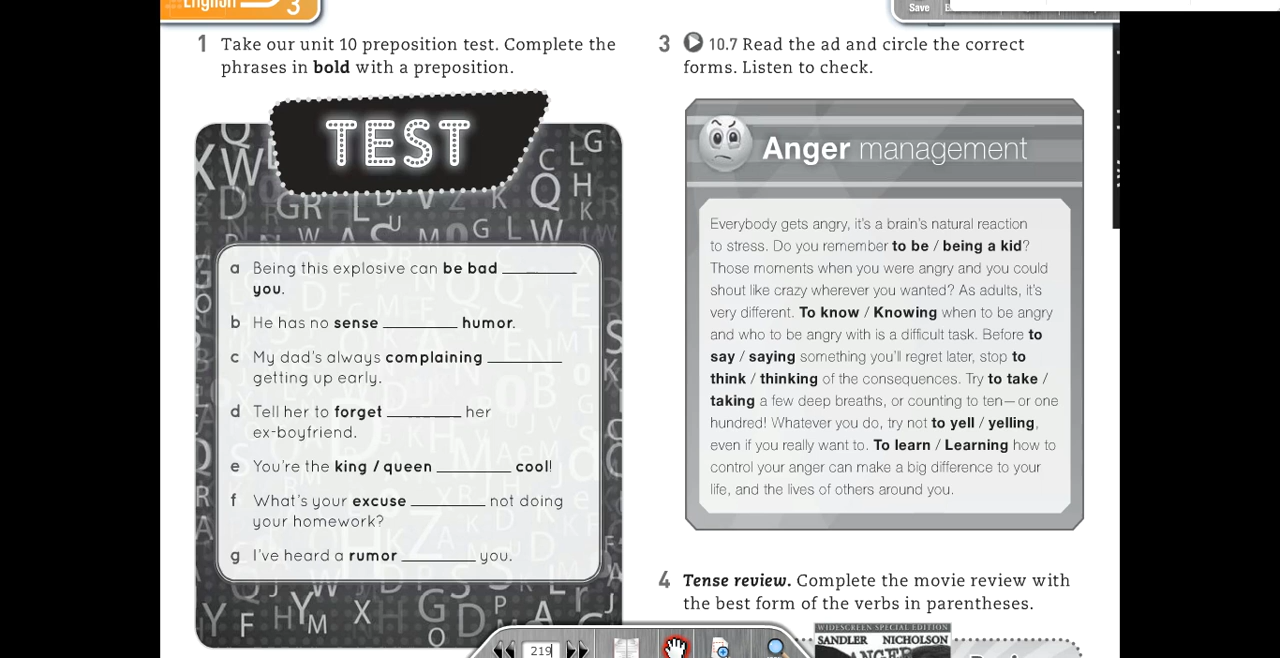 English 3
Save
1 Take our unit 10 preposition test. Complete the
phrases in bold with a preposition.
TEST
a Being this explosive can be bad __________
you.
b He has no sense __________ humor.
c My dad's always complaining __________
getting up early.
d Tell her to forget __________ her
ex-boyfriend.
e You're the king / queen __________ cool!
f What's your excuse __________ not doing
your homework?
g I've heard a rumor __________ you.
3 10.7 Read the ad and circle the correct
forms. Listen to check.
Anger management
Everybody gets angry, it's a brain's natural reaction
to stress. Do you remember to be / being a kid?
Those moments when you were angry and you could
shout like crazy wherever you wanted? As adults, it's
very different. To know / Knowing when to be angry
and who to be angry with is a difficult task. Before to
say / saying something you'll regret later, stop to
think / thinking of the consequences. Try to take /
taking a few deep breaths, or counting to ten—or one
hundred! Whatever you do, try not to yell / yelling,
even if you really want to. To learn / Learning how to
control your anger can make a big difference to your
life, and the lives of others around you.
4 Tense review. Complete the movie review with
the best form of the verbs in parentheses.
WIDESCREEN SPECIAL EDITION
SANDLER NICHOLSON
219